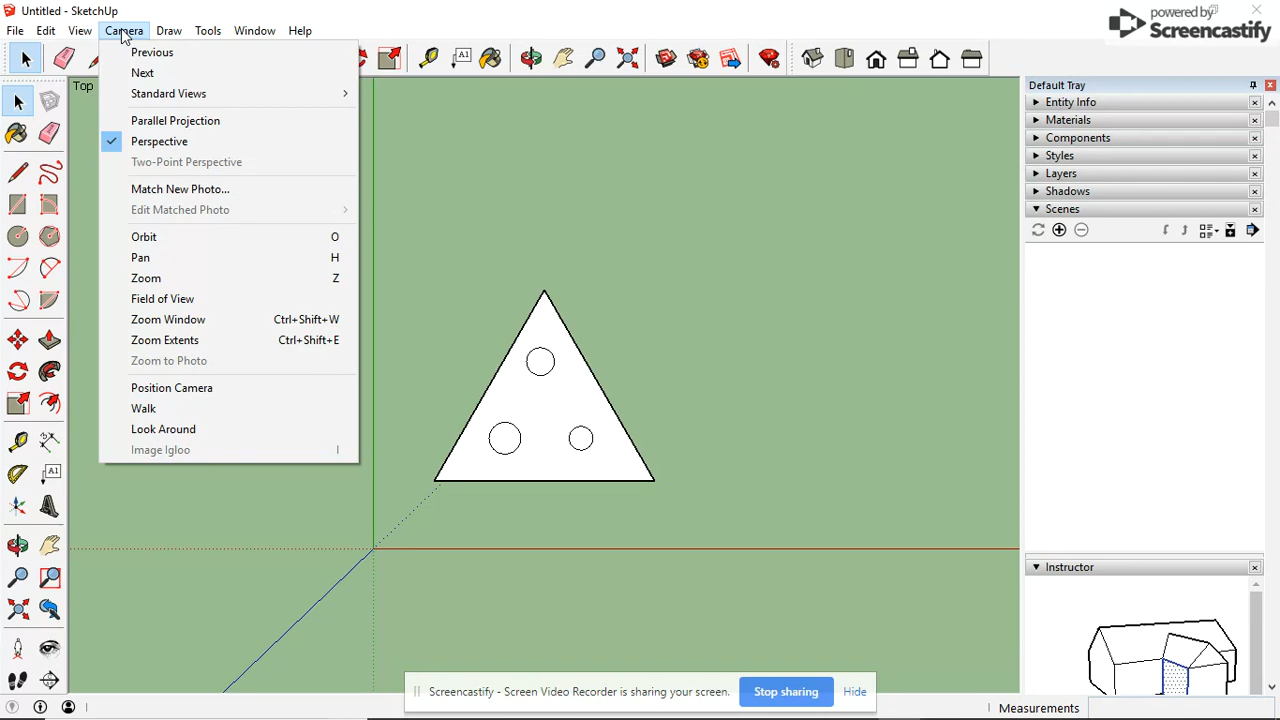 Untitled - SketchUp
File Edit View Camera Draw Tools Window Help
powered by
Screencastify
Previous
Next
Standard Views
Parallel Projection
Perspective
Two-Point Perspective
Match New Photo...
Edit Matched Photo
Orbit O
Pan H
Zoom Z
Field of View
Zoom Window Ctrl+Shift+W
Zoom Extents Ctrl+Shift+E
Zoom to Photo
Position Camera
Walk
Look Around
Image Igloo I
Top
A1
A1
Default Tray
Entity Info
Materials
Components
Styles
Layers
Shadows
Scenes
Instructor
Screencastify - Screen Video Recorder is sharing your screen. Stop sharing Hide
Measurements